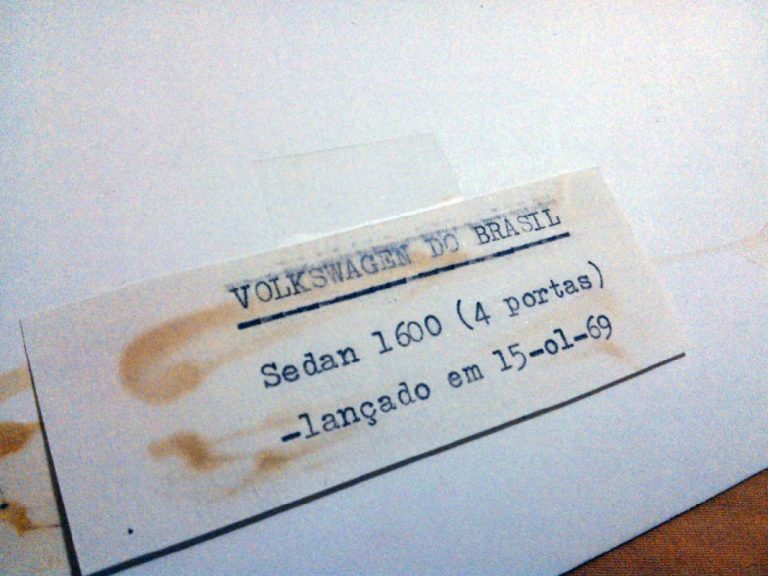 VOLKSWAGEN DO BRASIL
Sedan 1600 (4 portas)
-lançado em 15-ol-69